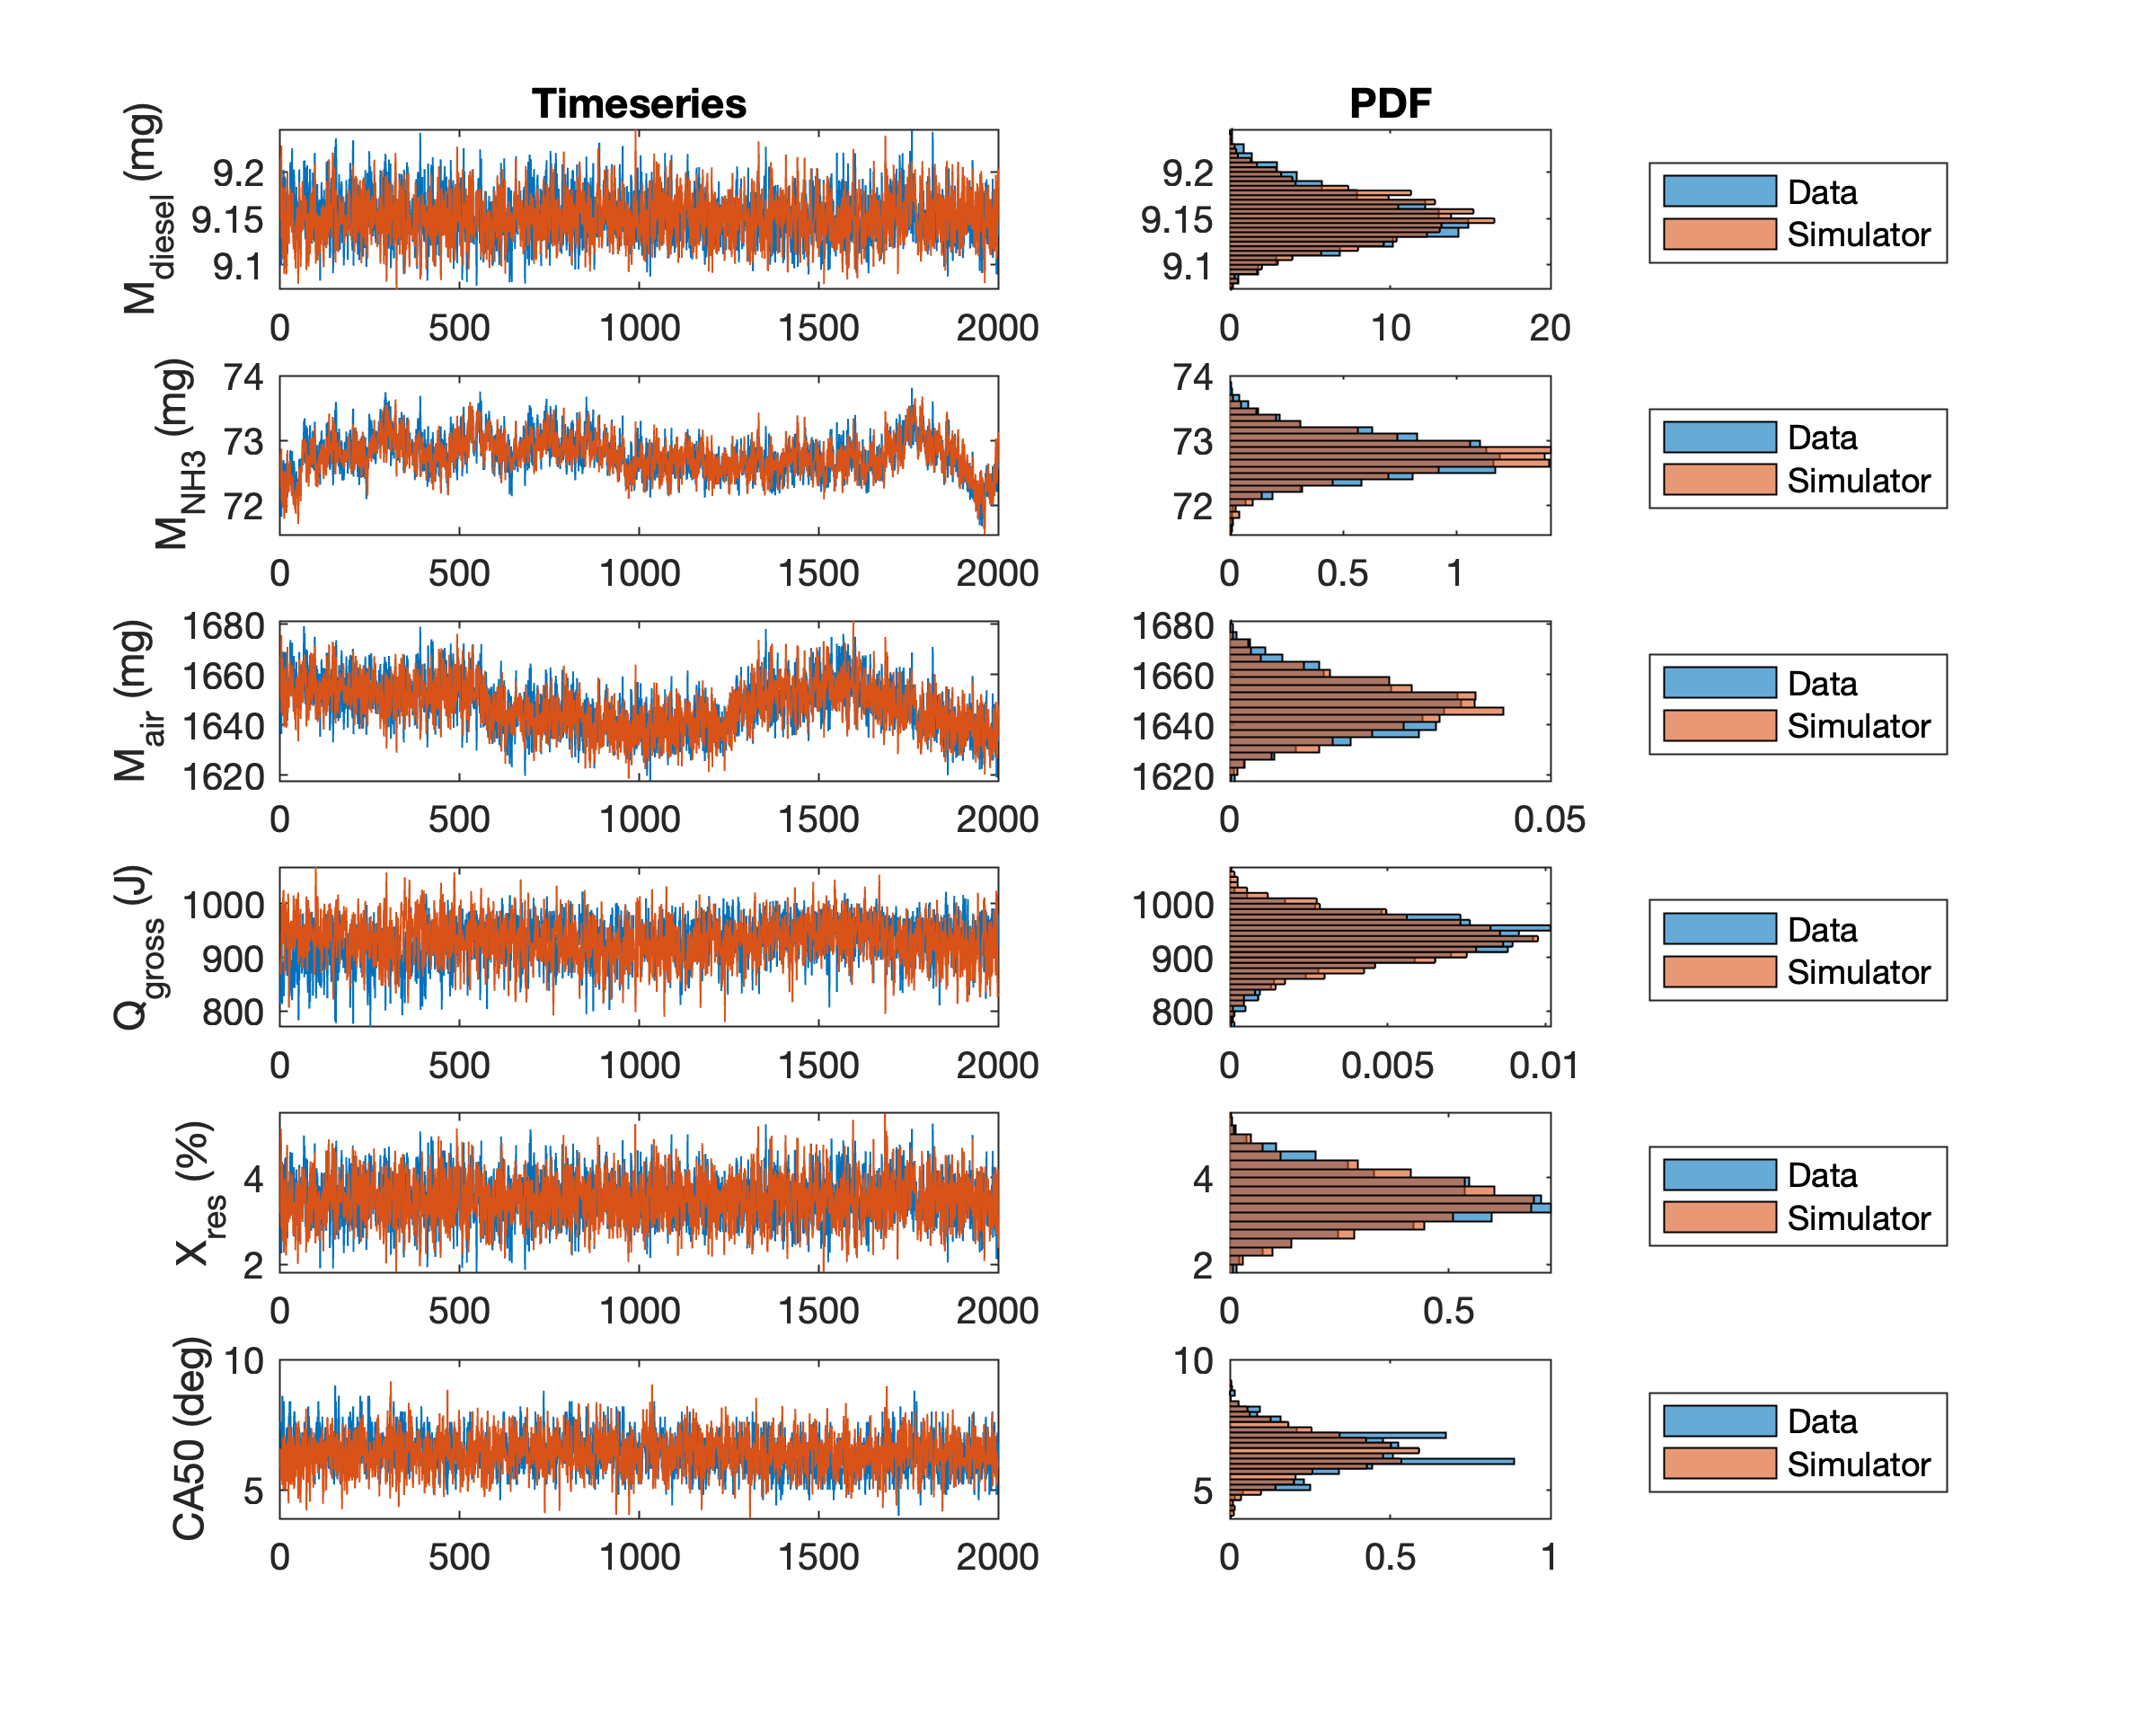 Timeseries
PDF
M_diesel (mg)
9.2
9.15
9.1
0 500 1000 1500 2000
9.2
9.15
9.1
0 10 20
Data
Simulator
M_NH3 (mg)
74
73
72
0 500 1000 1500 2000
74
73
72
0 0.5 1
Data
Simulator
M_air (mg)
1680
1660
1640
1620
0 500 1000 1500 2000
1680
1660
1640
1620
0 0.05
Data
Simulator
Q_gross (J)
1000
900
800
0 500 1000 1500 2000
1000
900
800
0 0.005 0.01
Data
Simulator
X_res (%)
4
2
0 500 1000 1500 2000
4
2
0 0.5
Data
Simulator
CA50 (deg)
10
5
0 500 1000 1500 2000
10
5
0 0.5 1
Data
Simulator